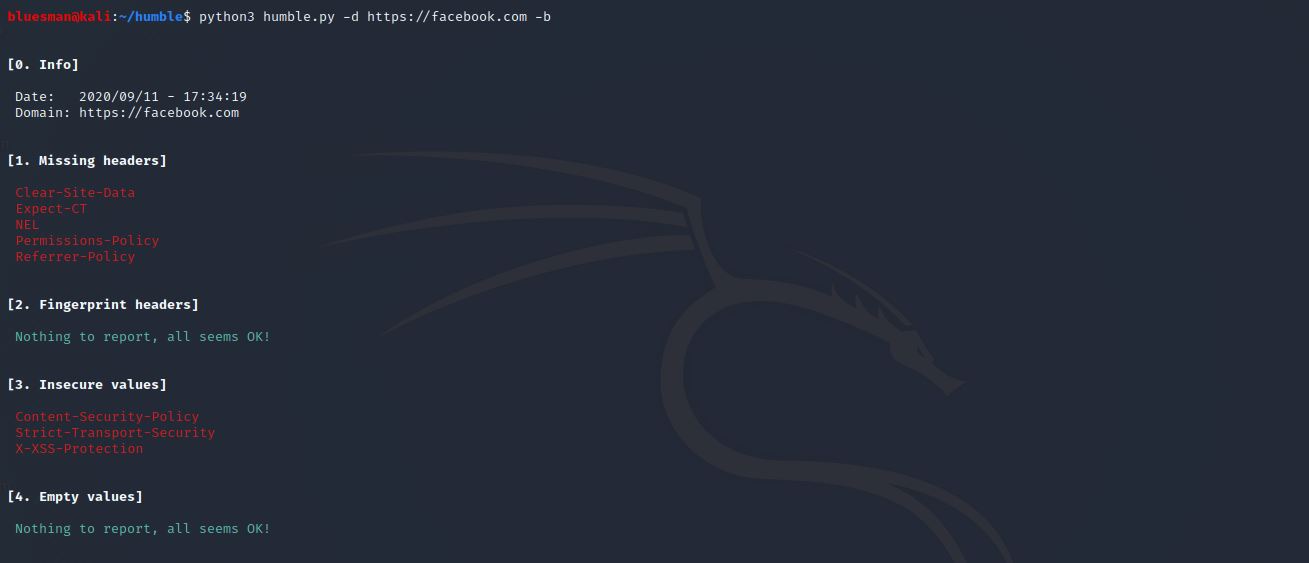 bluesman@kali:~/humble$ python3 humble.py -d https://facebook.com -b
[0. Info]
Date:   2020/09/11 - 17:34:19
Domain: https://facebook.com
[1. Missing headers]
Clear-Site-Data
Expect-CT
NEL
Permissions-Policy
Referrer-Policy
[2. Fingerprint headers]
Nothing to report, all seems OK!
[3. Insecure values]
Content-Security-Policy
Strict-Transport-Security
X-XSS-Protection
[4. Empty values]
Nothing to report, all seems OK!